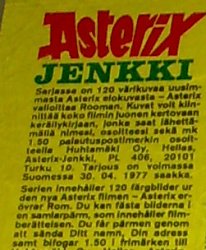 Asterix
JENKKI
Sarjassa on 120 värikuvaa uusim-
masta Asterix elokuvasta – Asterix
valloittaa Rooman. Kuvat voit kiin-
nittää koko filmin juonen kertovaan
keräilykirjaan, jonka saat lähettä-
mällä nimesi, osoitteesi sekä mk
1.50 palautuspostimerkin osoit-
teella Huhtamäki Oy, Hellas,
Asterix-Jenkki, PL 406, 20101
Turku 10. Tarjous on voimassa
Suomessa 30. 04. 1977 saakka.
Serien innehåller 120 färgbilder ur
den nya Asterix filmen – Asterix er-
övrar Rom. Du kan fästa bilderna i
en samlarpärm, som innehåller film-
berättelsen. Du får pärmen genom
att sända Ditt namn, Din adress
samt bifogar 1.50 i frimärken till